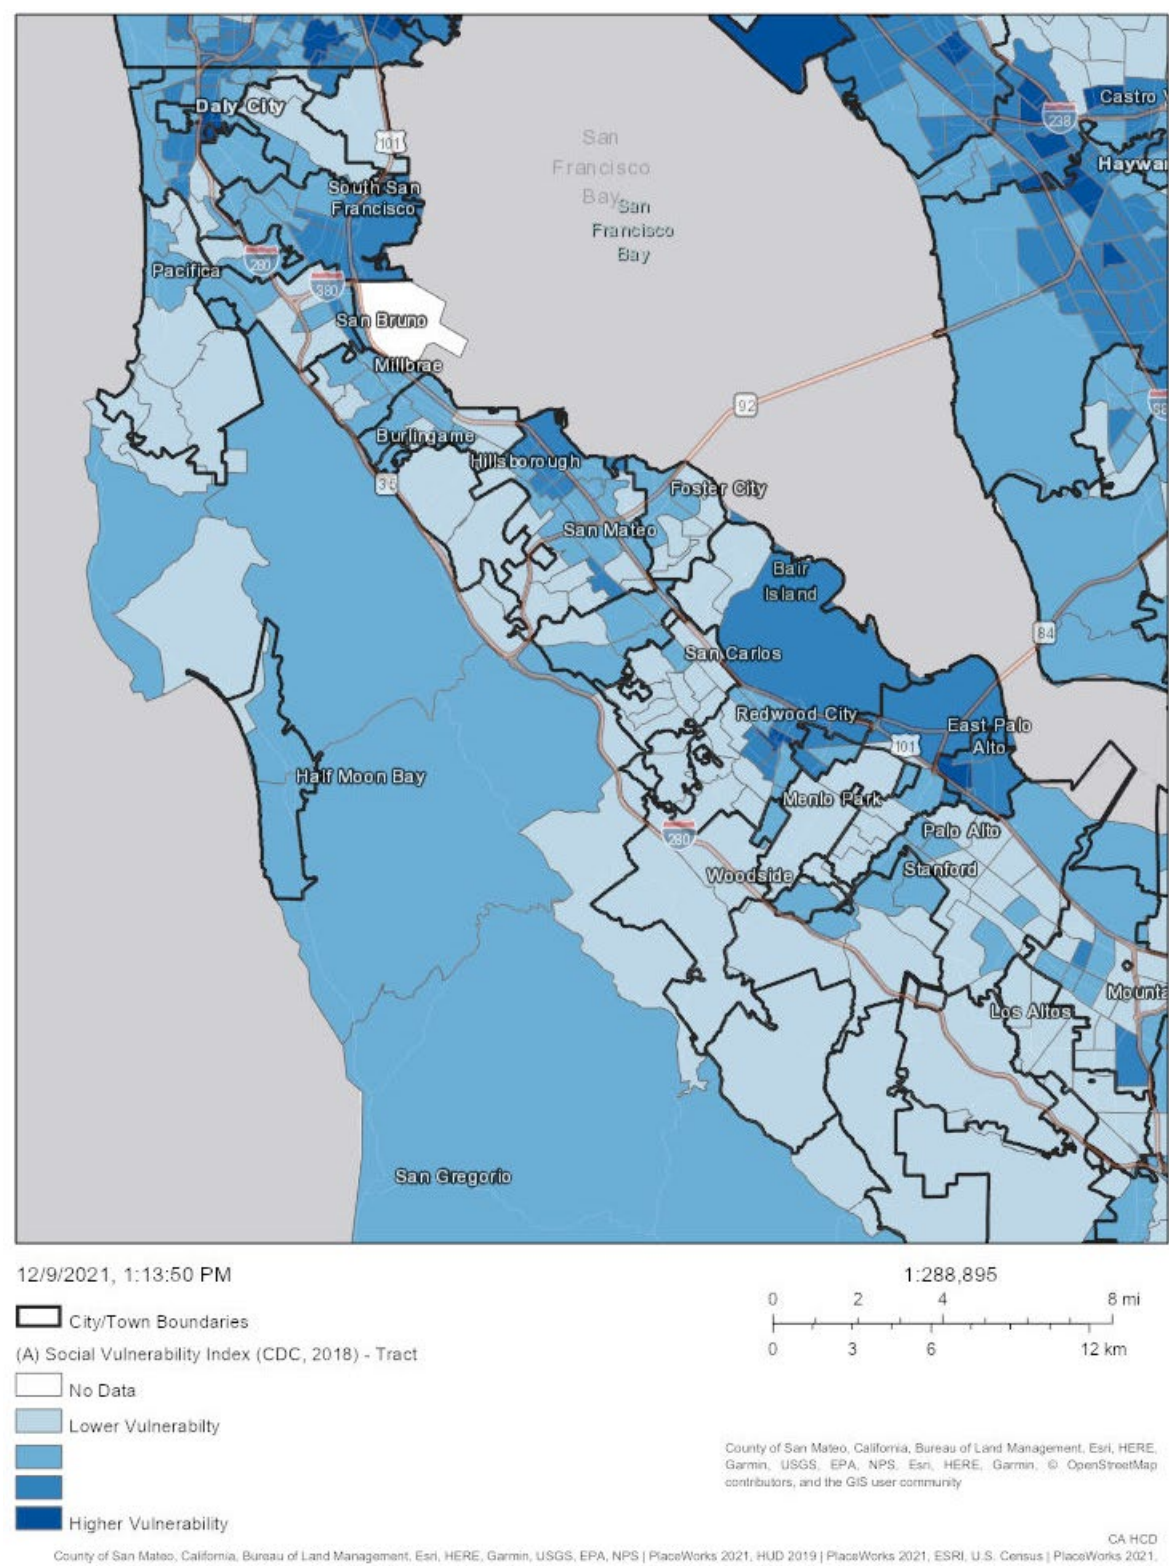 Daly City
Castro V
238
101
San
Francisco
Bay
Haywa
South San
Francisco
San
Francisco
Bay
280
Pacifica
380
San Bruno
Millbrae
92
Burlingame
Hillsborough
35
Foster City
San Mateo
Bair
Island
84
San Carlos
Redwood City
East Palo
Alto
101
Half Moon Bay
Menlo Park
Palo Alto
280
Stanford
Woodside
Mounta
Los Altos
San Gregorio
12/9/2021, 1:13:50 PM
1:288,895
0 2 4 8 mi
0 3 6 12 km
City/Town Boundaries
(A) Social Vulnerability Index (CDC, 2018) - Tract
No Data
Lower Vulnerabilty
Higher Vulnerability
County of San Mateo, California, Bureau of Land Management, Esri, HERE,
Garmin, USGS, EPA, NPS, Esri, HERE, Garmin, © OpenStreetMap
contributors, and the GIS user community
CA HCD
County of San Mateo, California, Bureau of Land Management, Esri, HERE, Garmin, USGS, EPA, NPS | PlaceWorks 2021, HUD 2019 | PlaceWorks 2021, ESRI, U.S. Census | PlaceWorks 2021